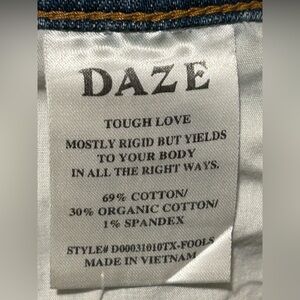 DAZE
TOUGH LOVE
MOSTLY RIGID BUT YIELDS
TO YOUR BODY
IN ALL THE RIGHT WAYS.
69% COTTON/
30% ORGANIC COTTON/
1% SPANDEX
STYLE# D00031010TX-FOOLS
MADE IN VIETNAM